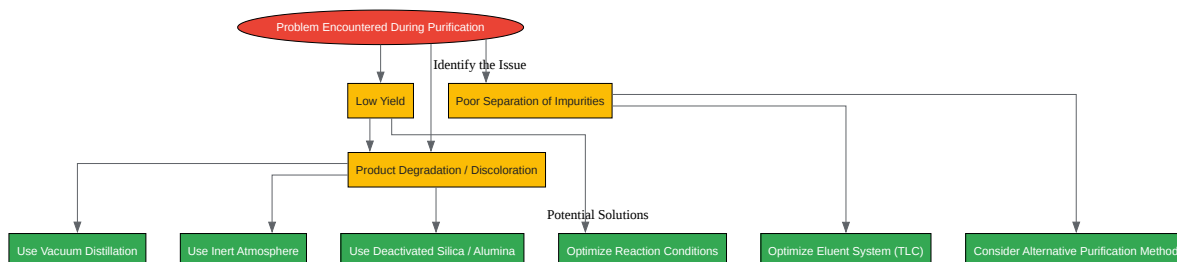 Problem Encountered During Purification
Identify the Issue
Low Yield
Poor Separation of Impurities
Product Degradation / Discoloration
Potential Solutions
Use Vacuum Distillation
Use Inert Atmosphere
Use Deactivated Silica / Alumina
Optimize Reaction Conditions
Optimize Eluent System (TLC)
Consider Alternative Purification Method